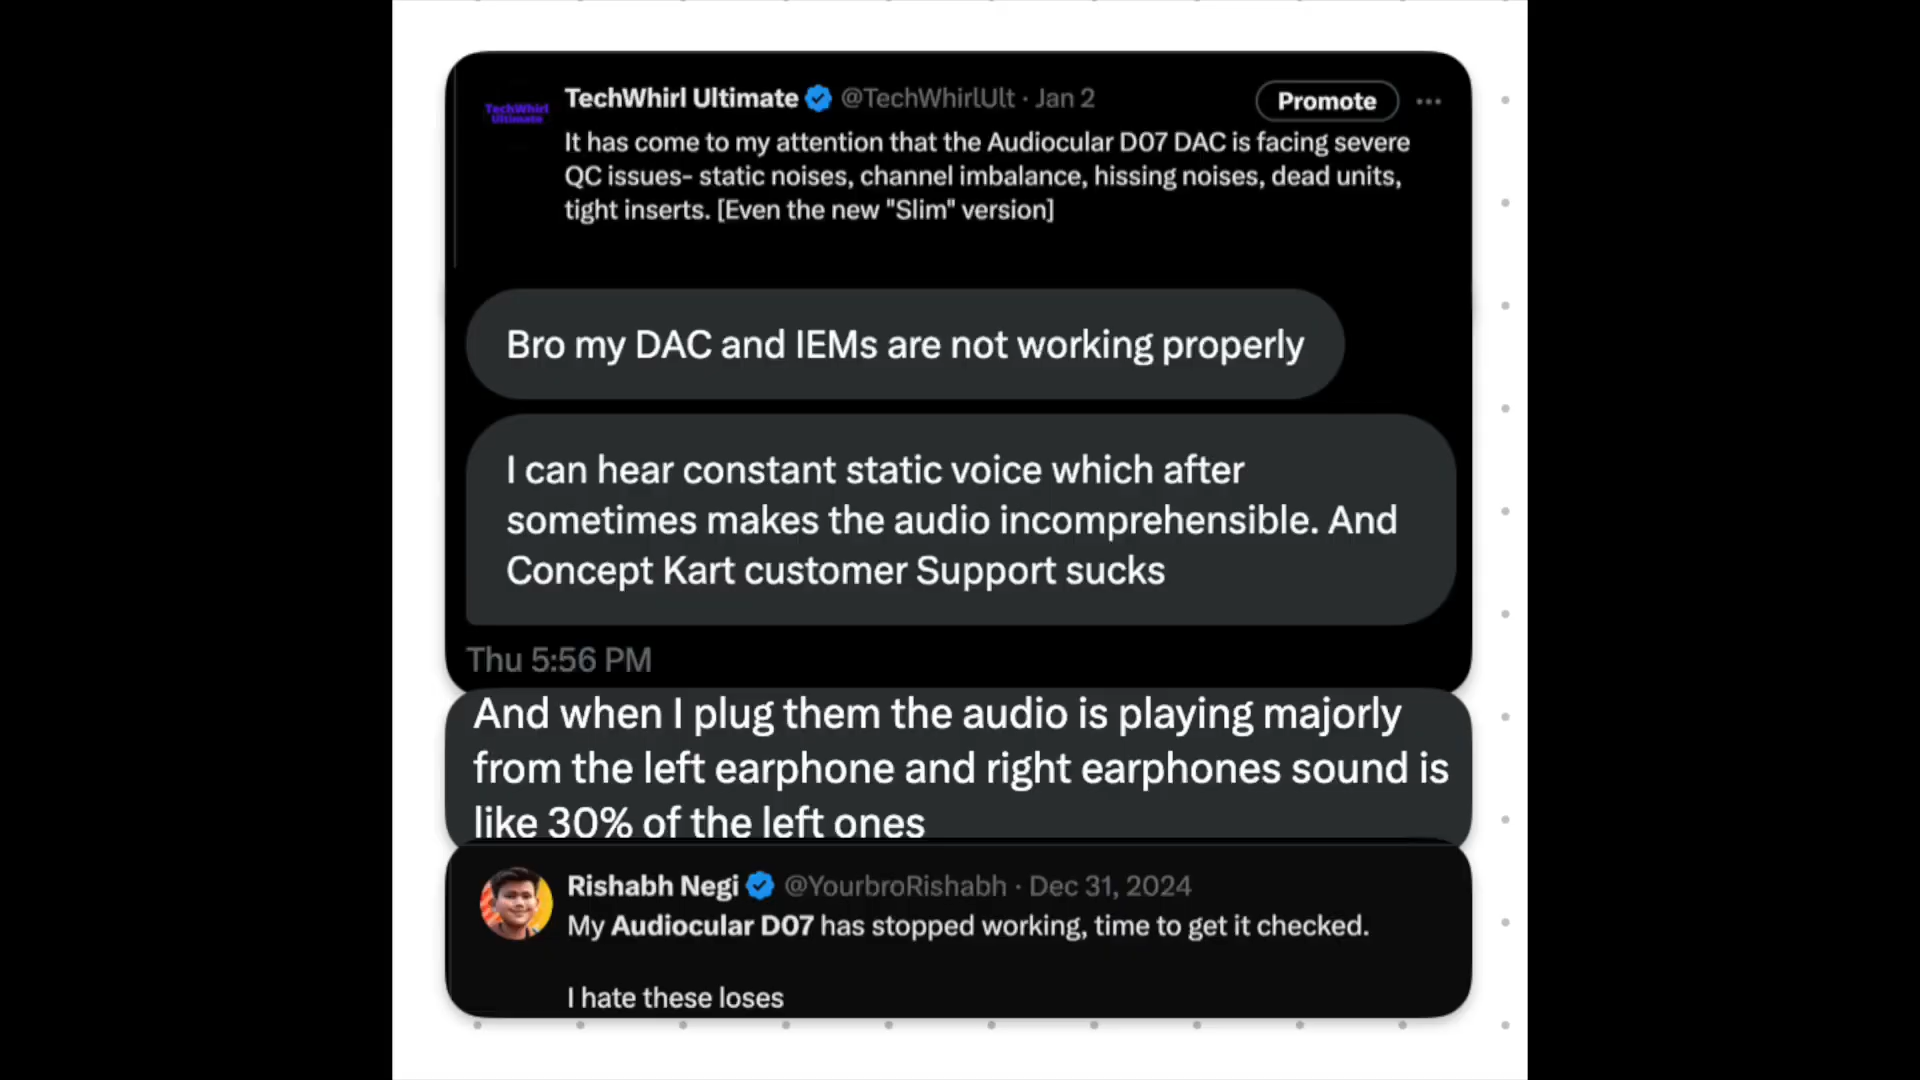 TechWhirl Ultimate @TechWhirlUlt · Jan 2
Promote
TechWhirl
Ultimate
It has come to my attention that the Audiocular D07 DAC is facing severe
QC issues- static noises, channel imbalance, hissing noises, dead units,
tight inserts. [Even the new "Slim" version]
Bro my DAC and IEMs are not working properly
I can hear constant static voice which after
sometimes makes the audio incomprehensible. And
Concept Kart customer Support sucks
Thu 5:56 PM
And when I plug them the audio is playing majorly
from the left earphone and right earphones sound is
like 30% of the left ones
Rishabh Negi @YourbroRishabh · Dec 31, 2024
My Audiocular D07 has stopped working, time to get it checked.
I hate these loses